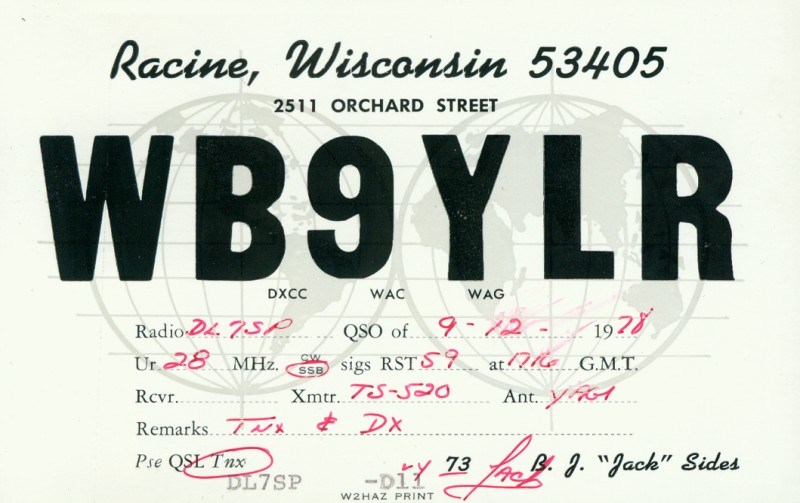 Racine, Wisconsin 53405
2511 ORCHARD STREET
WB9YLR
DXCC WAC WAG
Radio DL7SP QSO of 9-12- 1978
Ur 28 MHz. CW SSB sigs RST 59 at 1716 G.M.T.
Rcvr. Xmtr. TS-520 Ant. YAGI
Remarks TNX & DX
Pse QSL Tnx vy 73 Jack B. J. "Jack" Sides
DL7SP -D11
W2HAZ PRINT